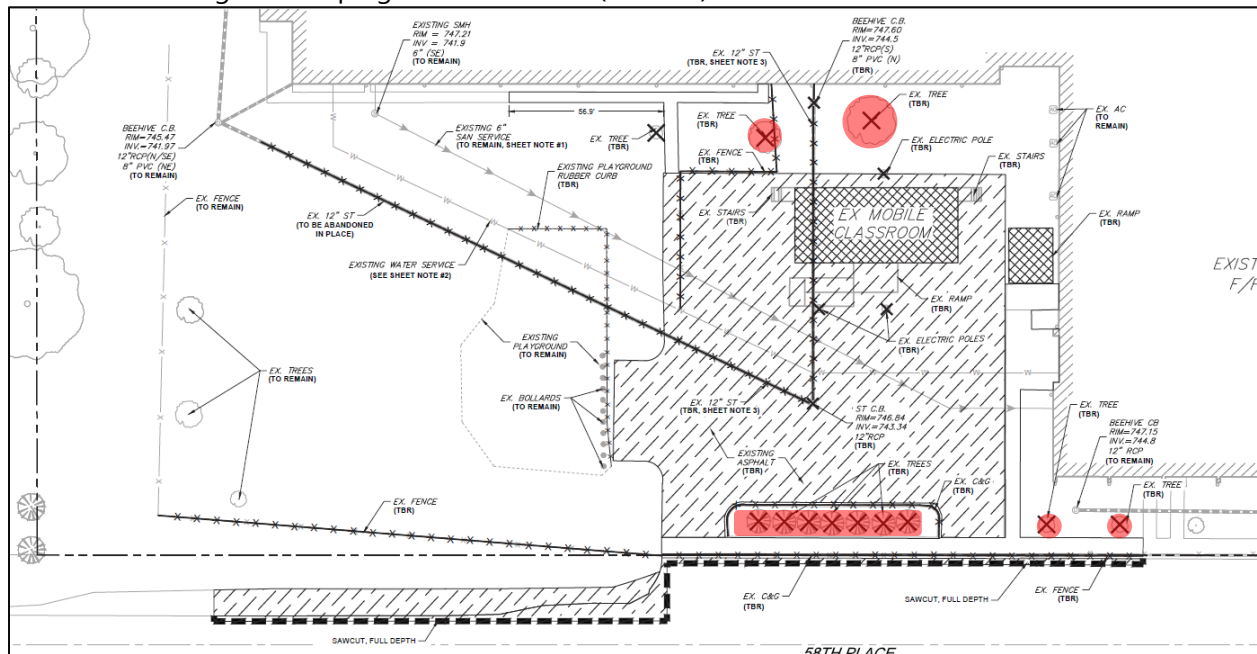 EXISTING SMH
RIM = 747.21
INV = 741.9
6" (SE)
(TO REMAIN)
EX. 12" ST
(TBR, SHEET NOTE 3)
BEEHIVE C.B.
RIM=747.60
INV.=744.5
12"RCP(S)
8" PVC (N)
(TBR)
EX. TREE
(TBR)
56.9'
EX. TREE
(TBR)
EX. TREE
(TBR)
EX. AC
(TO
REMAIN)
BEEHIVE C.B.
RIM=745.47
INV.=741.97
12"RCP(N/SE)
8" PVC (NE)
(TO REMAIN)
EXISTING 6"
SAN SERVICE
(TO REMAIN, SHEET NOTE #1)
EX. FENCE
(TBR)
EX. ELECTRIC POLE
(TBR)
EX. STAIRS
(TBR)
EXISTING PLAYGROUND
RUBBER CURB
(TBR)
EX. FENCE
(TO REMAIN)
EX. STAIRS
(TBR)
EX MOBILE
CLASSROOM
EX. RAMP
(TBR)
EX. 12" ST
(TO BE ABANDONED
IN PLACE)
EXISTING WATER SERVICE
(SEE SHEET NOTE #2)
EXIST
F/F
EX. RAMP
(TBR)
EXISTING
PLAYGROUND
(TO REMAIN)
EX. ELECTRIC POLES
(TBR)
EX. TREES
(TO REMAIN)
EX. BOLLARDS
(TO REMAIN)
EX. 12" ST
(TBR, SHEET NOTE 3)
ST C.B.
RIM=746.84
INV.=743.34
12"RCP
(TBR)
EX. TREE
(TBR)
BEEHIVE CB
RIM=747.15
INV.=744.8
12" RCP
(TO REMAIN)
EXISTING
ASPHALT
(TBR)
EX. TREES
(TBR)
EX. C&G
(TBR)
EX. TREE
(TBR)
EX. FENCE
(TBR)
EX. C&G
(TBR)
SAWCUT, FULL DEPTH
EX. FENCE
(TBR)
SAWCUT, FULL DEPTH
58TH PLACE